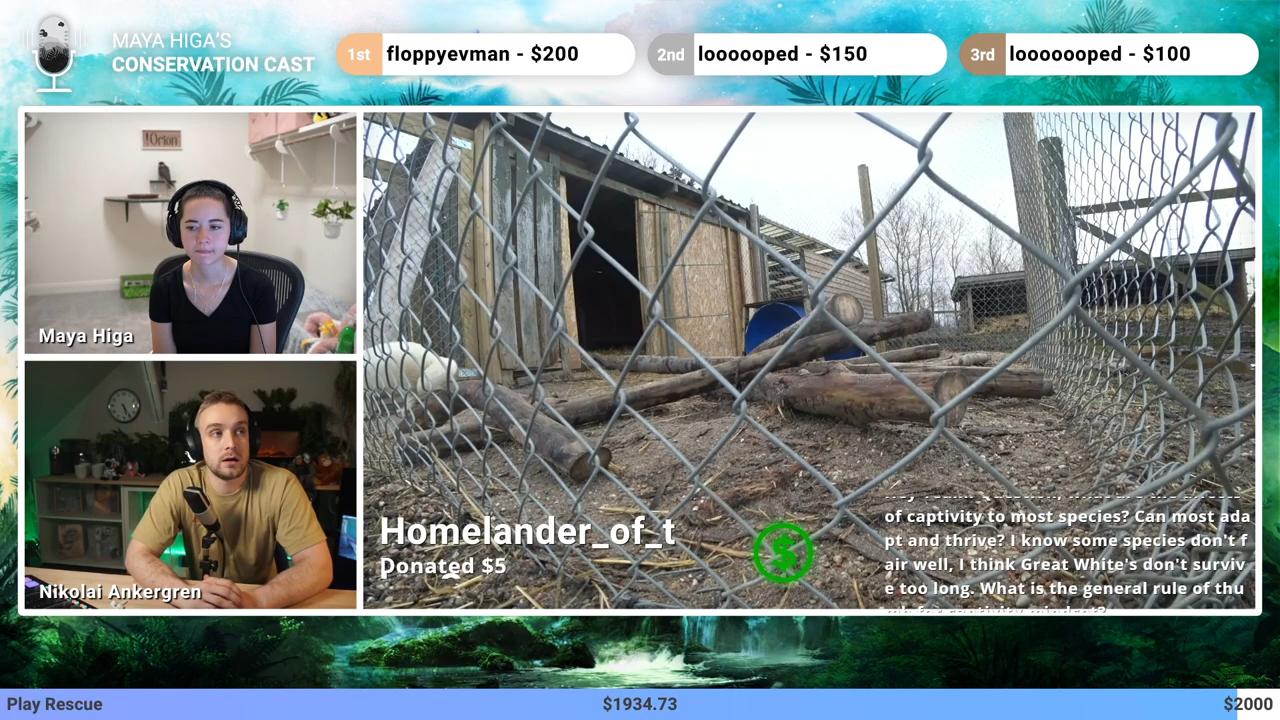 MAYA HIGA'S
CONSERVATION CAST
1st floppyevman - $200
2nd loooooped - $150
3rd looooooped - $100
!Orion
Maya Higa
Nikolai Ankergren
Homelander_of_t
Donated $5
of captivity to most species? Can most ada
pt and thrive? I know some species don't f
air well, I think Great White's don't surviv
e too long. What is the general rule of thu
Play Rescue
$1934.73
$2000